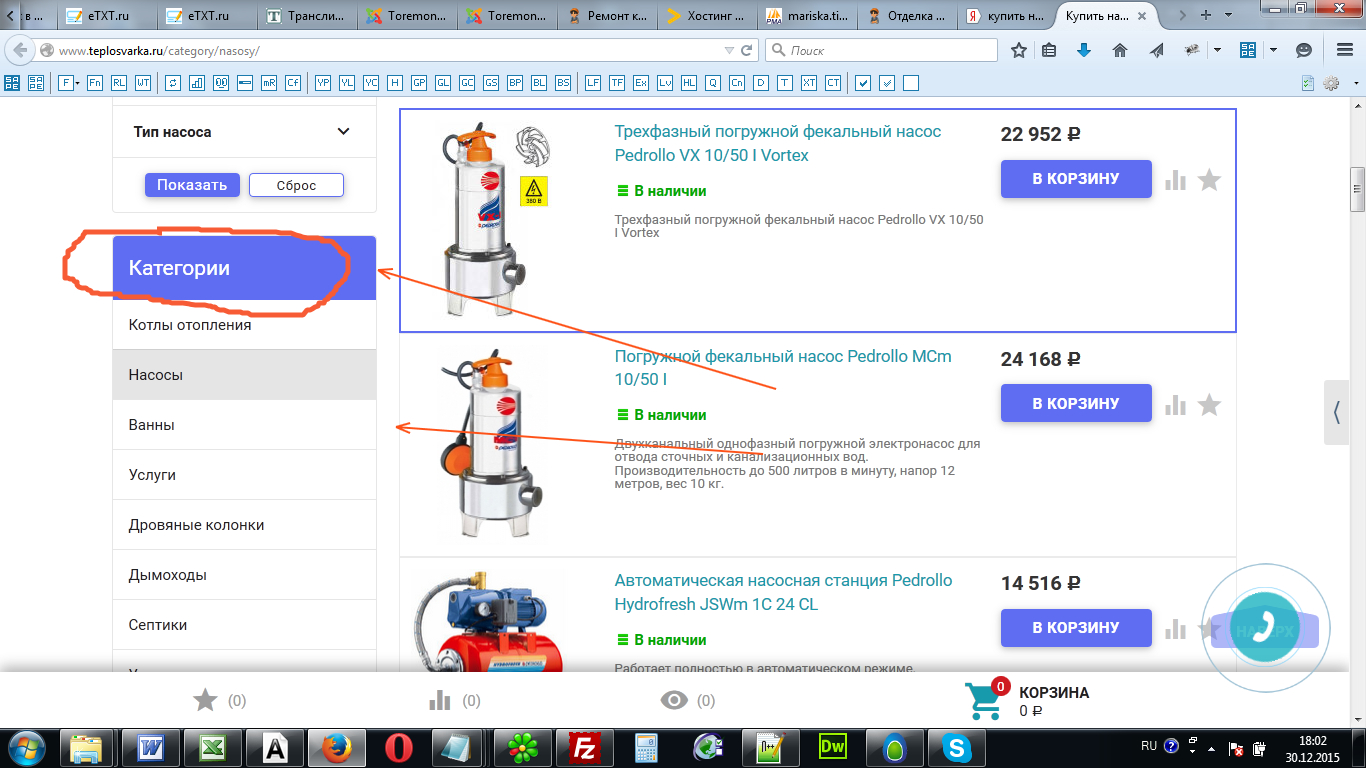 к в ...
eTXT.ru
eTXT.ru
Трансли...
Toremon...
Toremon...
Ремонт к...
Хостинг ...
mariska.ti...
Отделка ...
купить н...
Купить на...
www.teplosvarka.ru/category/nasosy/
Поиск
F Fn RL WT mR Cf YP YL YC H GP GL GC GS BP BL BS LF TF Ex Lv HL Q Cn D T XT CT
Тип насоса
Показать Сброс
Категории
Котлы отопления
Насосы
Ванны
Услуги
Дровяные колонки
Дымоходы
Септики
Трехфазный погружной фекальный насос
Pedrollo VX 10/50 I Vortex
В наличии
Трехфазный погружной фекальный насос Pedrollo VX 10/50
I Vortex
22 952 ₽
В КОРЗИНУ
380 В
Погружной фекальный насос Pedrollo MCm
10/50 I
В наличии
Двухканальный однофазный погружной электронасос для
отвода сточных и канализационных вод.
Производительность до 500 литров в минуту, напор 12
метров, вес 10 кг.
24 168 ₽
В КОРЗИНУ
Автоматическая насосная станция Pedrollo
Hydrofresh JSWm 1C 24 CL
В наличии
Работает полностью в автоматическом режиме.
14 516 ₽
В КОРЗИНУ
НАВЕРХ
(0)
(0)
(0)
0
КОРЗИНА
0 ₽
RU
18:02
30.12.2015